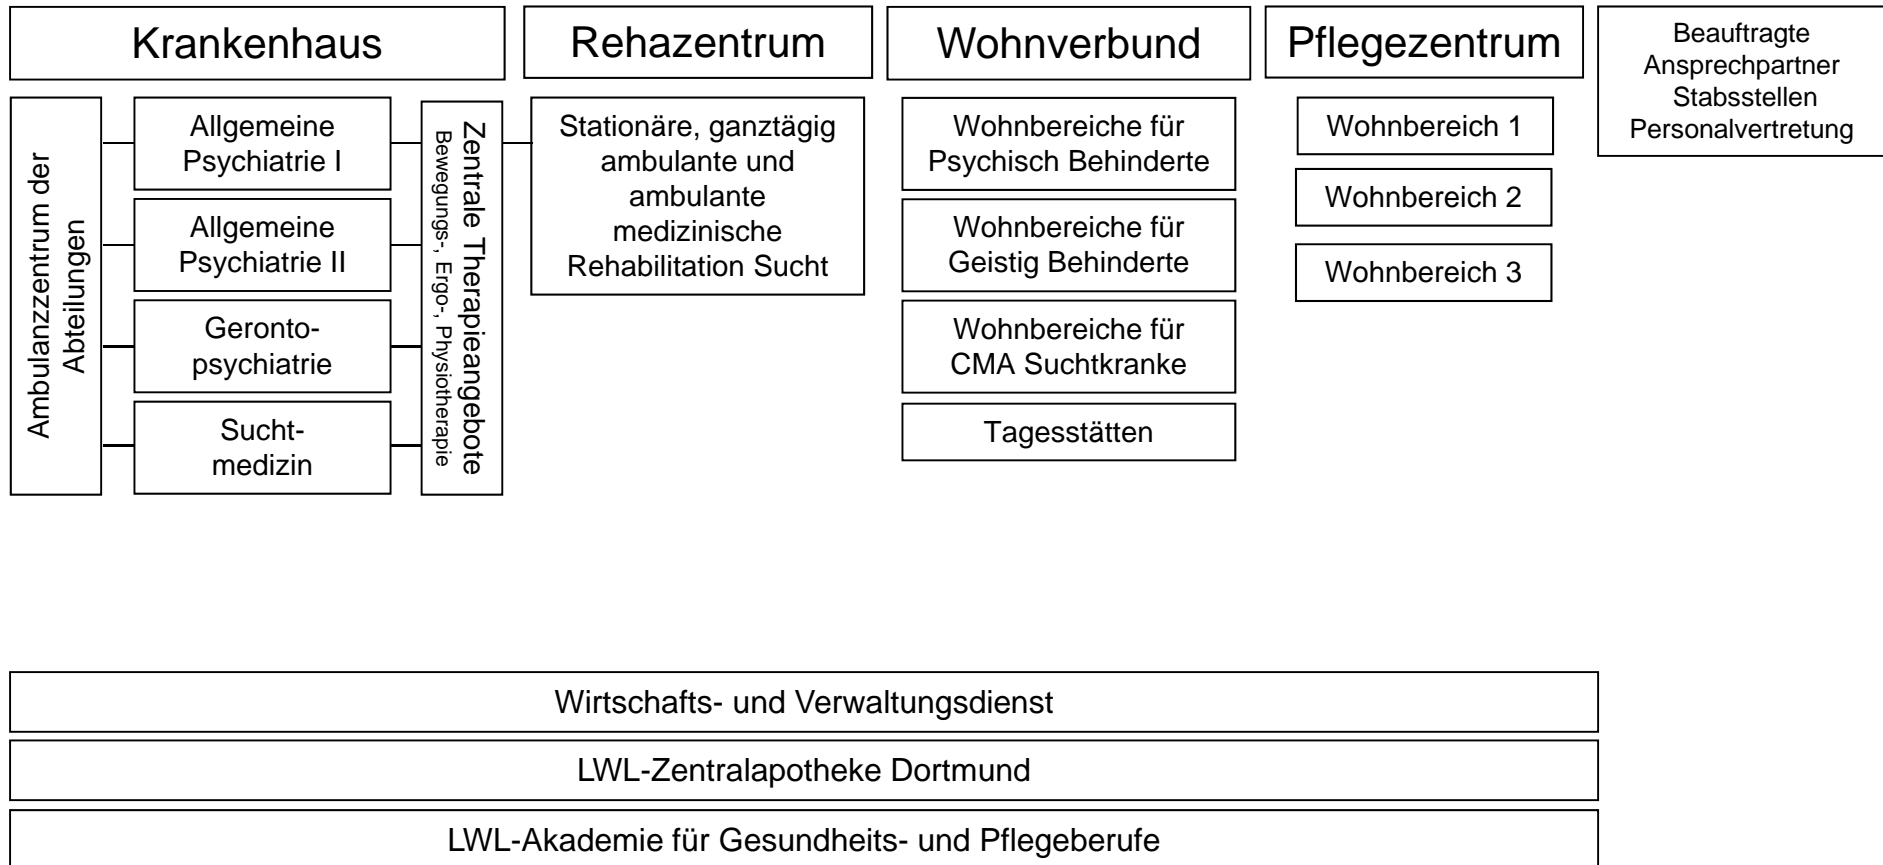 Krankenhaus
Rehazentrum
Wohnverbund
Pflegezentrum
Beauftragte
Ansprechpartner
Stabsstellen
Personalvertretung
Ambulanzzentrum der
Abteilungen
Allgemeine
Psychiatrie I
Allgemeine
Psychiatrie II
Geronto-
psychiatrie
Sucht-
medizin
Zentrale Therapieangebote
Bewegungs-, Ergo-, Physiotherapie
Stationäre, ganztägig
ambulante und
ambulante
medizinische
Rehabilitation Sucht
Wohnbereiche für
Psychisch Behinderte
Wohnbereiche für
Geistig Behinderte
Wohnbereiche für
CMA Suchtkranke
Tagesstätten
Wohnbereich 1
Wohnbereich 2
Wohnbereich 3
Wirtschafts- und Verwaltungsdienst
LWL-Zentralapotheke Dortmund
LWL-Akademie für Gesundheits- und Pflegeberufe